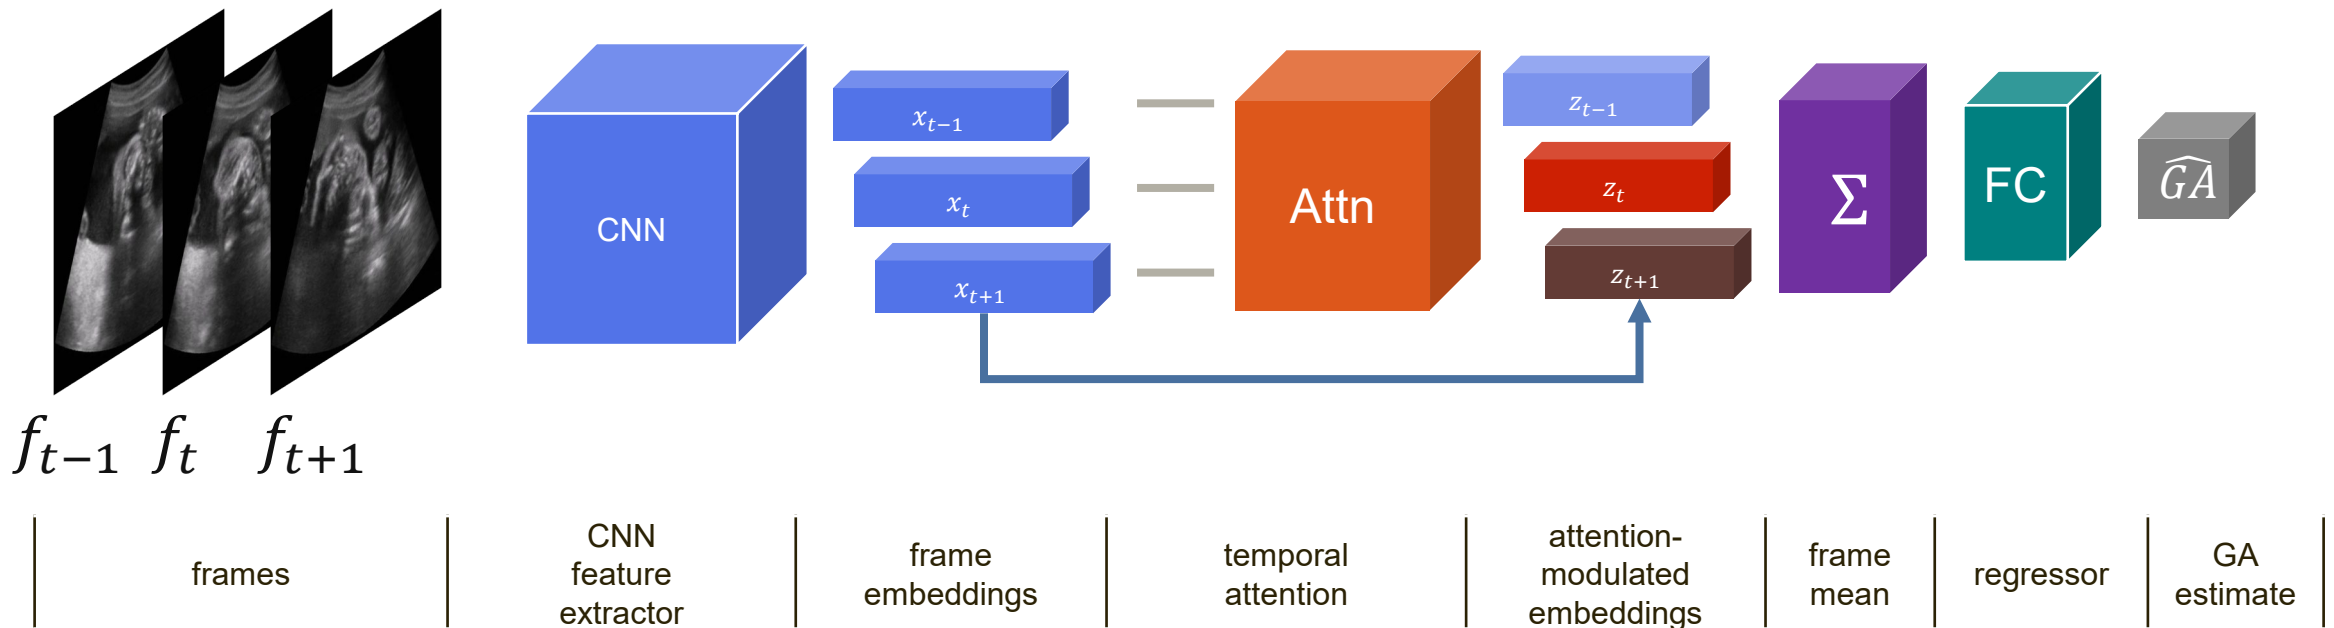 CNN
x_{t−1}
x_t
x_{t+1}
Attn
z_{t−1}
z_t
z_{t+1}
Σ
FC
\widehat{GA}
f_{t−1} f_t f_{t+1}
frames
CNN
feature
extractor
frame
embeddings
temporal
attention
attention-
modulated
embeddings
frame
mean
regressor
GA
estimate